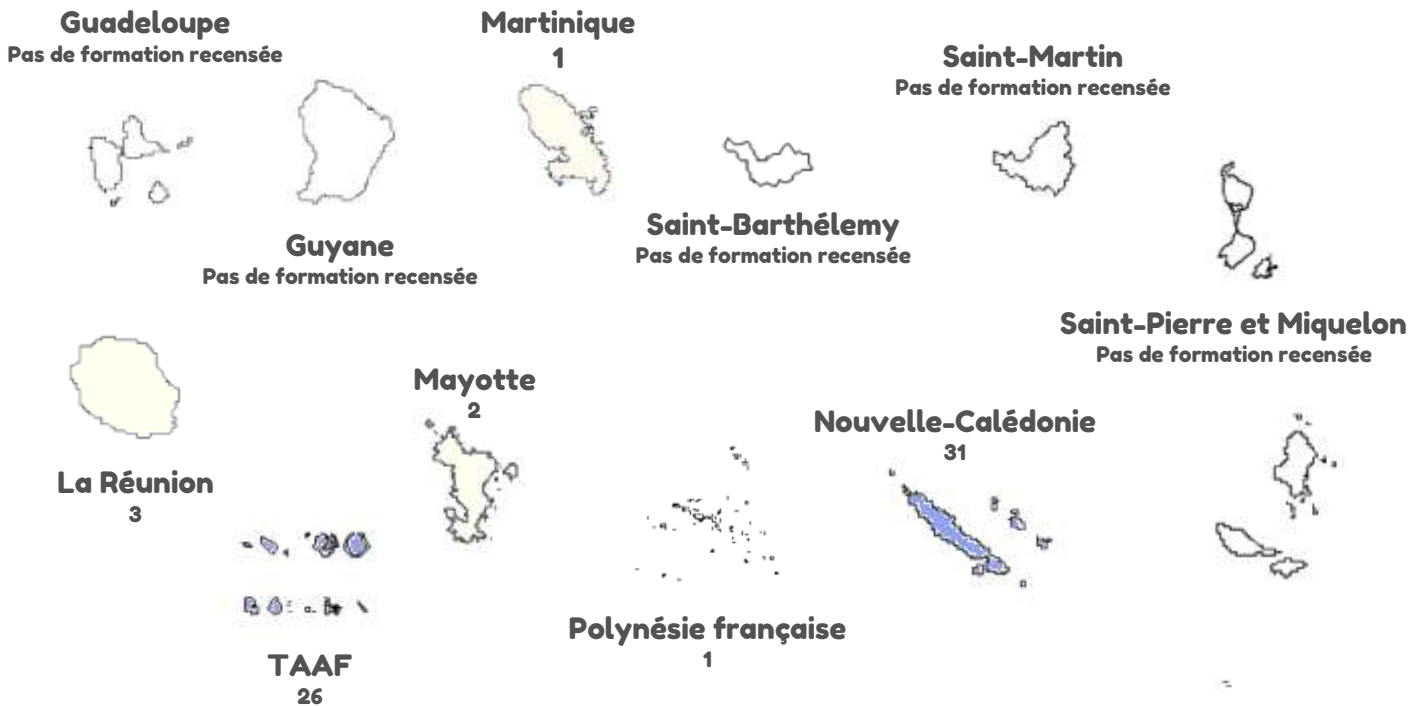 Guadeloupe
Pas de formation recensée
Martinique
1
Saint-Martin
Pas de formation recensée
Saint-Barthélemy
Pas de formation recensée
Guyane
Pas de formation recensée
Saint-Pierre et Miquelon
Pas de formation recensée
Mayotte
2
Nouvelle-Calédonie
31
La Réunion
3
Polynésie française
1
TAAF
26